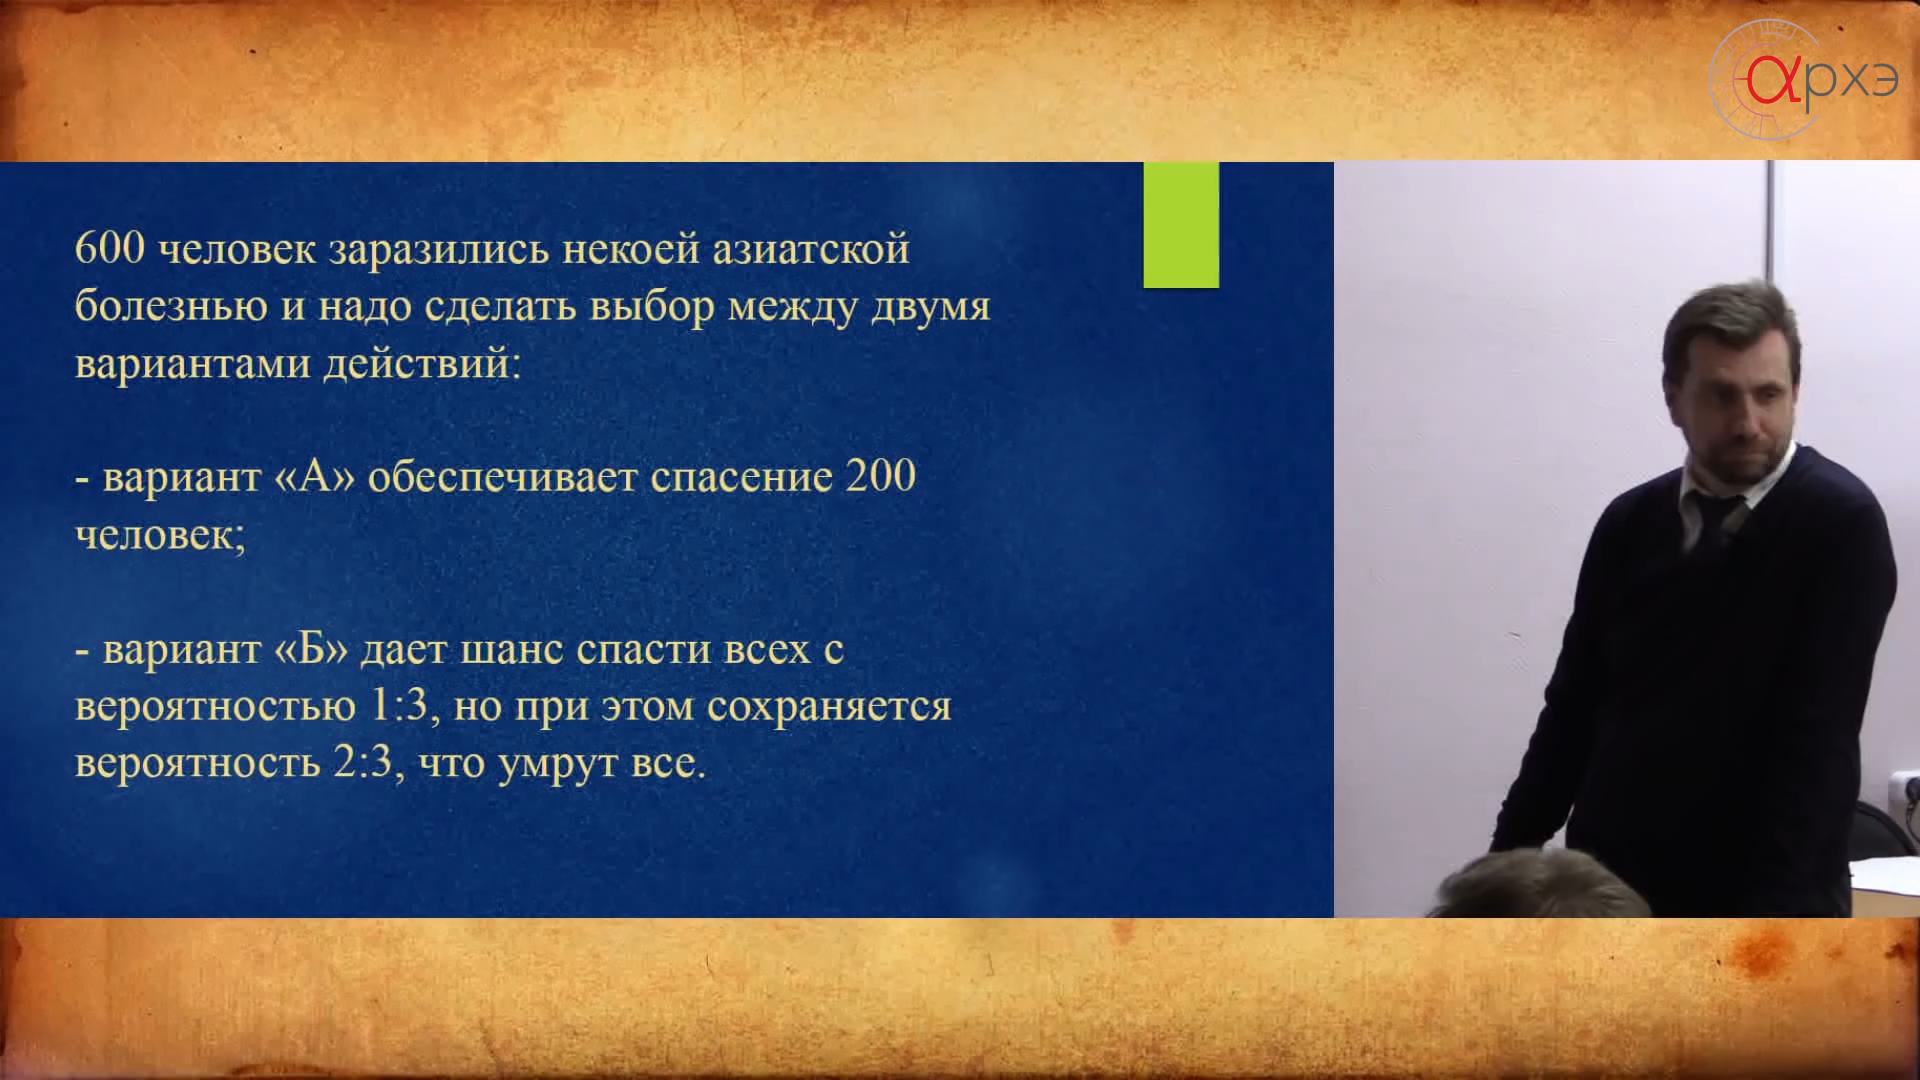 αрхэ
600 человек заразились некоей азиатской
болезнью и надо сделать выбор между двумя
вариантами действий:
- вариант «А» обеспечивает спасение 200
человек;
- вариант «Б» дает шанс спасти всех с
вероятностью 1:3, но при этом сохраняется
вероятность 2:3, что умрут все.